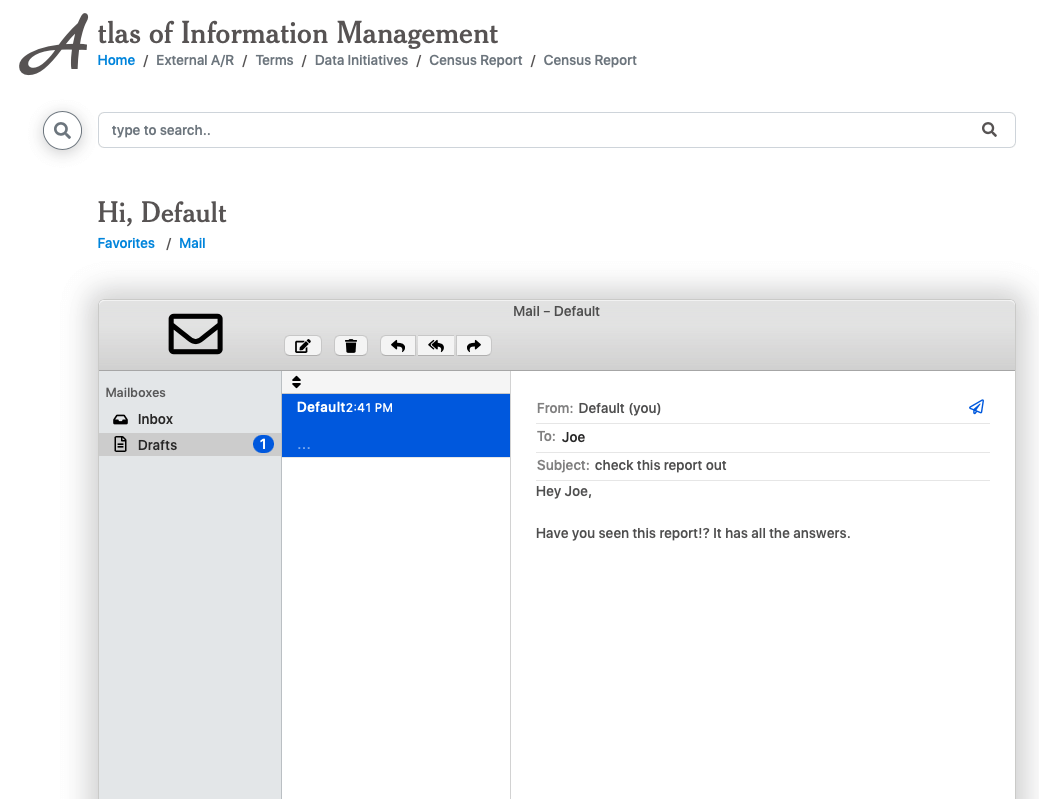 Atlas of Information Management
Home / External A/R / Terms / Data Initiatives / Census Report / Census Report
type to search..
Hi, Default
Favorites / Mail
Mail – Default
Mailboxes
Inbox
Drafts 1
Default2:41 PM
...
From: Default (you)
To: Joe
Subject: check this report out
Hey Joe,
Have you seen this report!? It has all the answers.